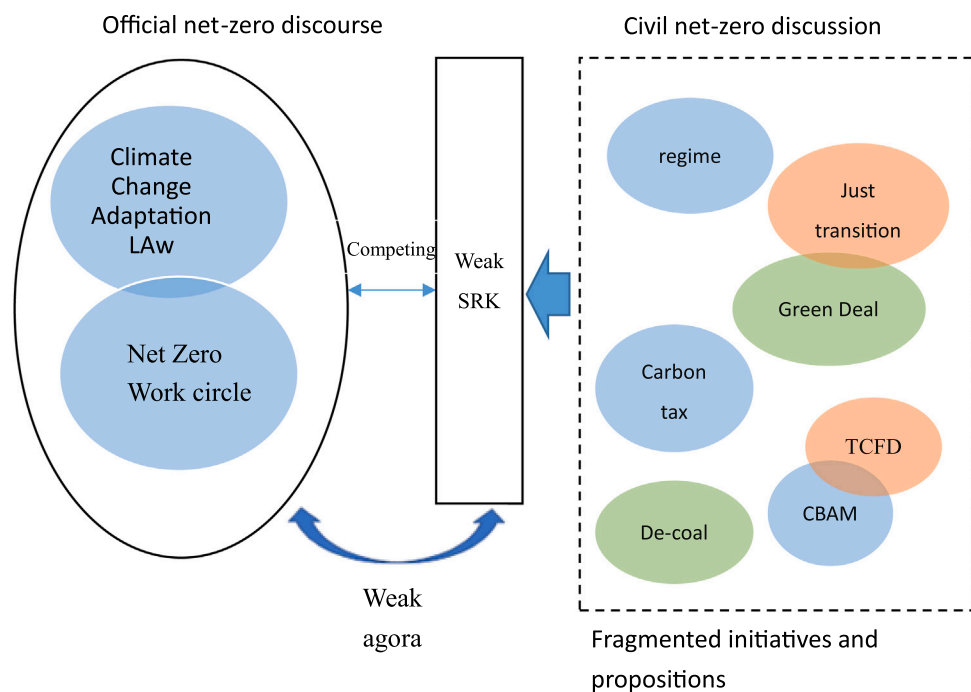 Official net-zero discourse
Civil net-zero discussion
Climate
Change
Adaptation
LAw
Net Zero
Work circle
Competing
Weak
SRK
Weak
agora
regime
Just
transition
Green Deal
Carbon
tax
TCFD
CBAM
De-coal
Fragmented initiatives and
propositions